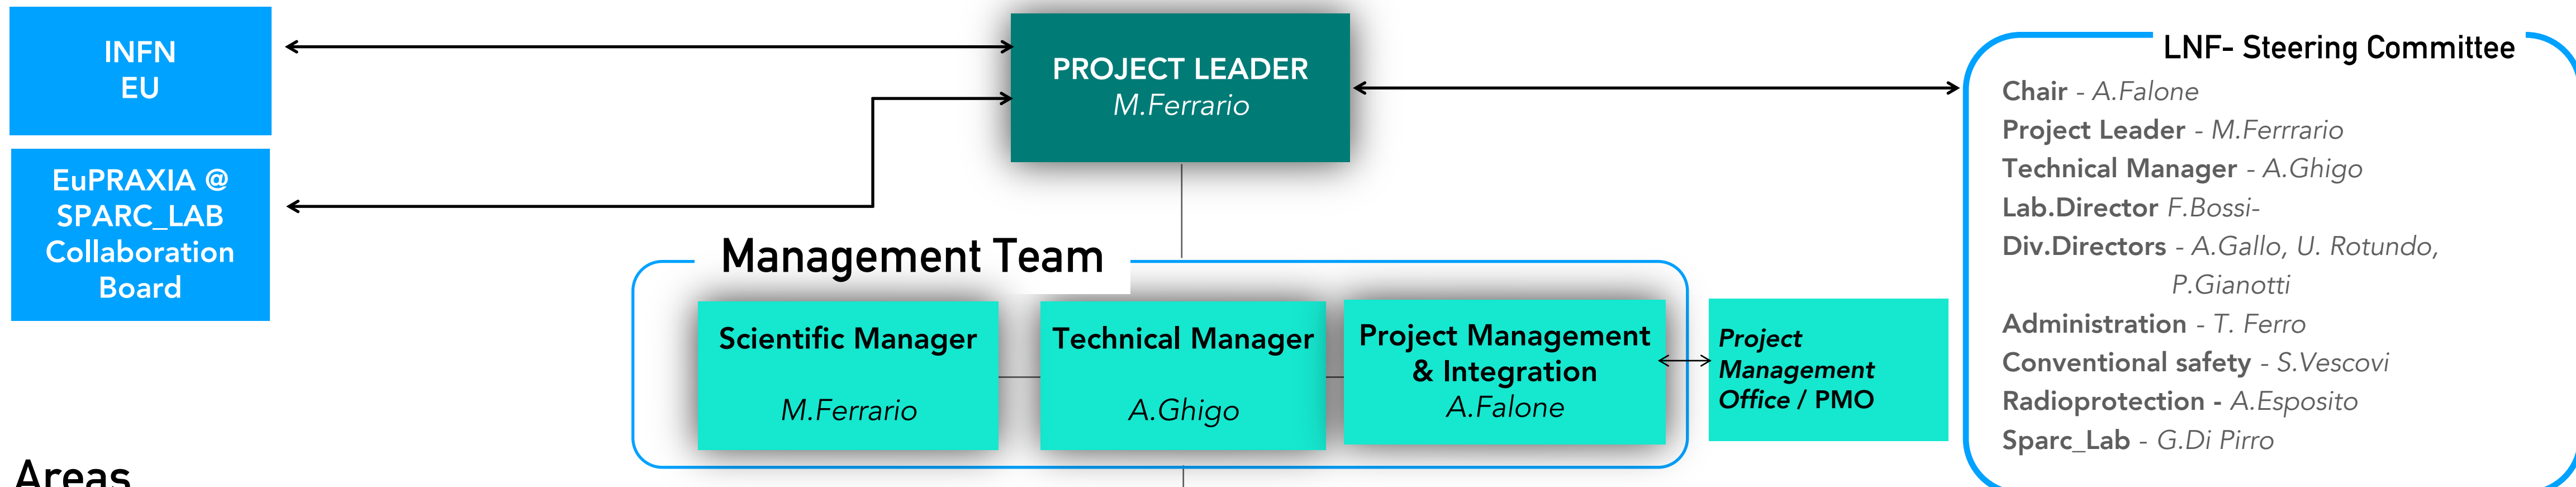 INFN
EU
EuPRAXIA @
SPARC_LAB
Collaboration
Board
PROJECT LEADER
M.Ferrario
Management Team
Scientific Manager
M.Ferrario
Technical Manager
A.Ghigo
Project Management
& Integration
A.Falone
Project
Management
Office / PMO
LNF- Steering Committee
Chair - A.Falone
Project Leader - M.Ferrrario
Technical Manager - A.Ghigo
Lab.Director F.Bossi-
Div.Directors - A.Gallo, U. Rotundo,
P.Gianotti
Administration - T. Ferro
Conventional safety - S.Vescovi
Radioprotection - A.Esposito
Sparc_Lab - G.Di Pirro
Areas